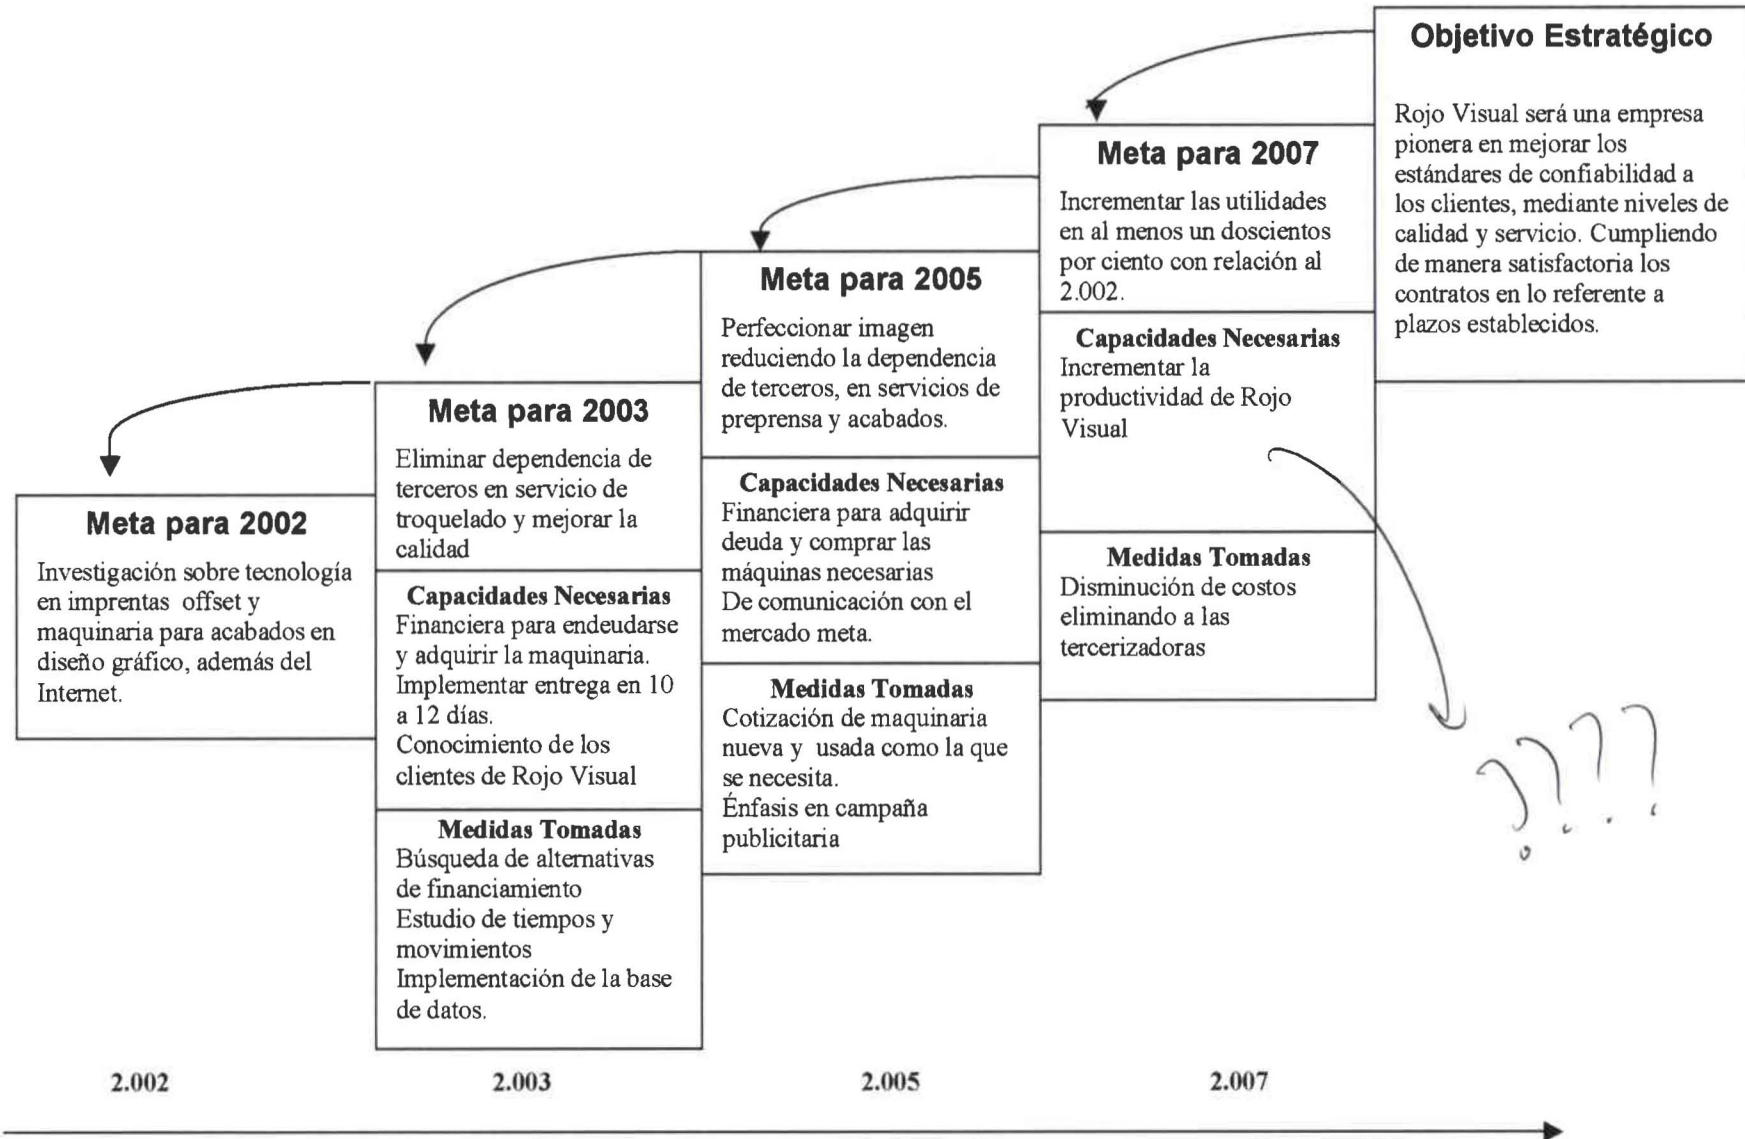 Objetivo Estratégico
Rojo Visual será una empresa
pionera en mejorar los
estándares de confiabilidad a
los clientes, mediante niveles de
calidad y servicio. Cumpliendo
de manera satisfactoria los
contratos en lo referente a
plazos establecidos.
Meta para 2007
Incrementar las utilidades
en al menos un doscientos
por ciento con relación al
2.002.
Capacidades Necesarias
Incrementar la
productividad de Rojo
Visual
Medidas Tomadas
Disminución de costos
eliminando a las
tercerizadoras
????
Meta para 2005
Perfeccionar imagen
reduciendo la dependencia
de terceros, en servicios de
preprensa y acabados.
Capacidades Necesarias
Financiera para adquirir
deuda y comprar las
máquinas necesarias
De comunicación con el
mercado meta.
Medidas Tomadas
Cotización de maquinaria
nueva y  usada como la que
se necesita.
Énfasis en campaña
publicitaria
Meta para 2003
Eliminar dependencia de
terceros en servicio de
troquelado y mejorar la
calidad
Capacidades Necesarias
Financiera para endeudarse
y adquirir la maquinaria.
Implementar entrega en 10
a 12 días.
Conocimiento de los
clientes de Rojo Visual
Medidas Tomadas
Búsqueda de alternativas
de financiamiento
Estudio de tiempos y
movimientos
Implementación de la base
de datos.
Meta para 2002
Investigación sobre tecnología
en imprentas  offset y
maquinaria para acabados en
diseño gráfico, además del
Internet.
2.002
2.003
2.005
2.007